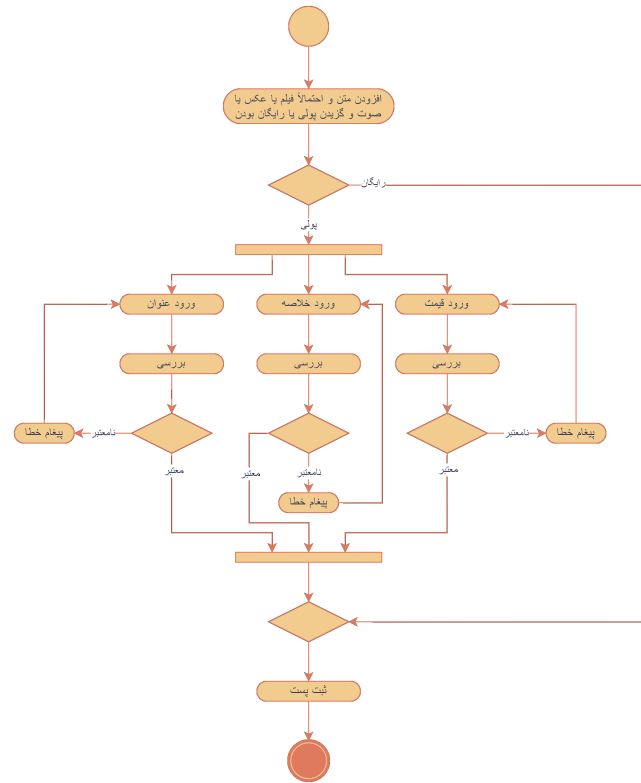 افزودن متن و احتمالاً فیلم یا عکس یا
صوت و گزیدن پولی یا رایگان بودن
رایگان
پولی
ورود عنوان
ورود خلاصه
ورود قیمت
بررسی
بررسی
بررسی
پیغام خطا
نامعتبر
نامعتبر
پیغام خطا
معتبر
معتبر
نامعتبر
معتبر
پیغام خطا
ثبت پست